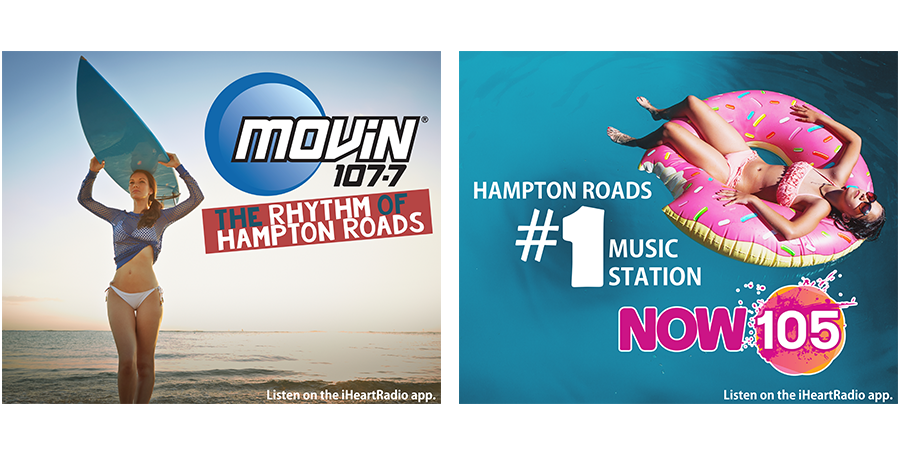 MOVIN®
107.7
THE RHYTHM OF
HAMPTON ROADS
Listen on the iHeartRadio app.
HAMPTON ROADS
#1 MUSIC
STATION
NOW 105
Listen on the iHeartRadio app.